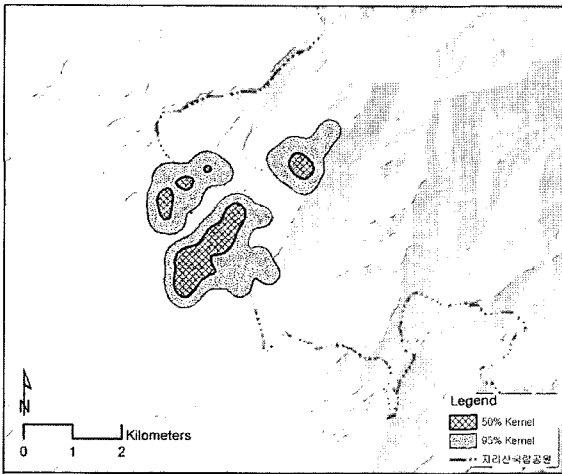 N
Kilometers
0 1 2
Legend
50% Kernel
95% Kernel
지리산국립공원